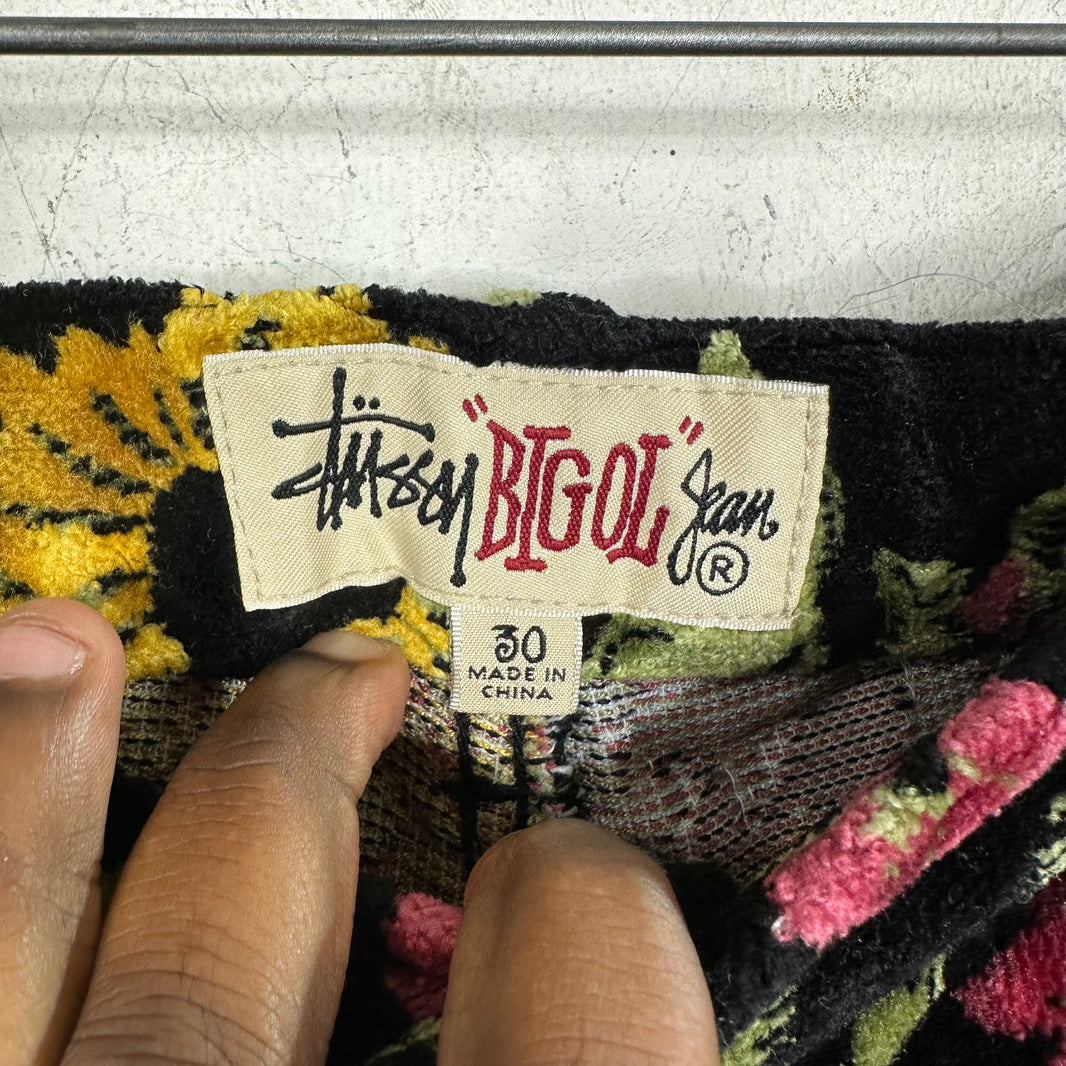 Stüssy "BIG OL' Jean.
®
30
MADE IN
CHINA